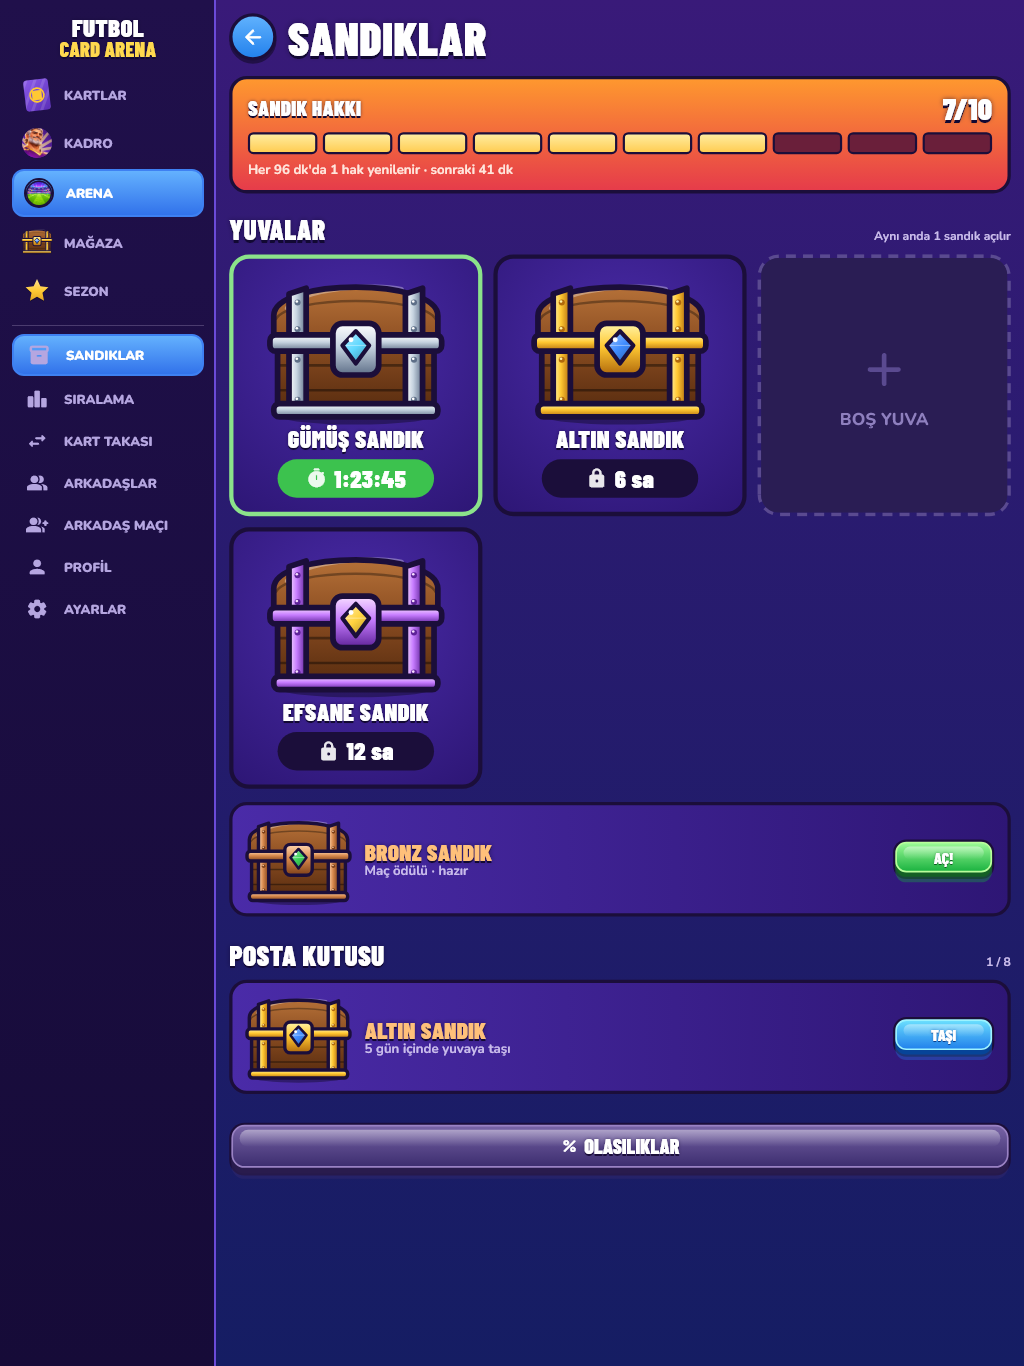 FUTBOL
CARD ARENA
KARTLAR
KADRO
ARENA
MAĞAZA
SEZON
SANDIKLAR
SIRALAMA
KART TAKASI
ARKADAŞLAR
ARKADAŞ MAÇI
PROFİL
AYARLAR
SANDIKLAR
SANDIK HAKKI
7/10
Her 96 dk'da 1 hak yenilenir · sonraki 41 dk
YUVALAR
Aynı anda 1 sandık açılır
GÜMÜŞ SANDIK
1:23:45
ALTIN SANDIK
6 sa
BOŞ YUVA
EFSANE SANDIK
12 sa
BRONZ SANDIK
Maç ödülü · hazır
AÇ!
POSTA KUTUSU
1 / 8
ALTIN SANDIK
5 gün içinde yuvaya taşı
TAŞI
% OLASILIKLAR